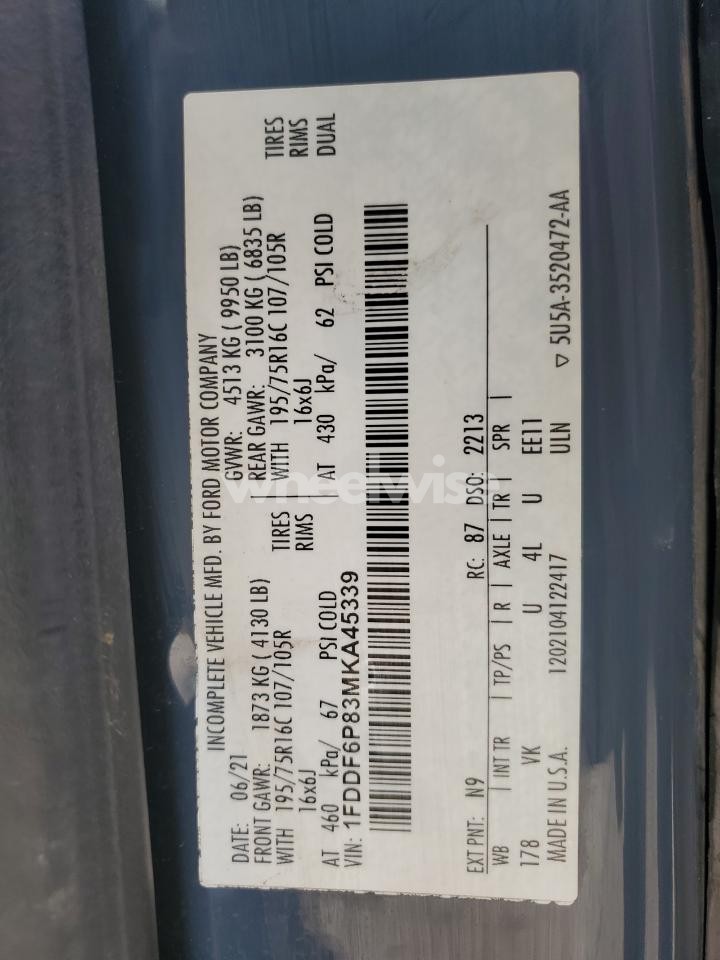 INCOMPLETE VEHICLE MFD. BY FORD MOTOR COMPANY
DATE: 06/21 GVWR: 4513 KG ( 9950 LB)
FRONT GAWR: 1873 KG ( 4130 LB) REAR GAWR: 3100 KG ( 6835 LB)
WITH 195/75R16C 107/105R TIRES WITH 195/75R16C 107/105R TIRES
16x6J RIMS 16x6J RIMS
AT 460 kPa/ 67 PSI COLD AT 430 kPa/ 62 PSI COLD DUAL
VIN: 1FDDF6P83MKA45339
EXT PNT: N9 RC: 87 DSO: 2213
WB | INT TR | TP/PS | R | AXLE | TR | SPR |
178 VK U 4L U EE11
MADE IN U.S.A. 1202104122417 ULN ▽ 5U5A-3520472-AA
wheelwise